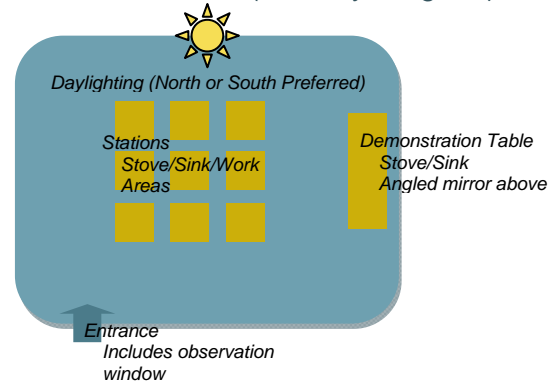 Daylighting (North or South Preferred)
Stations
Stove/Sink/Work
Areas
Demonstration Table
Stove/Sink
Angled mirror above
Entrance
Includes observation
window